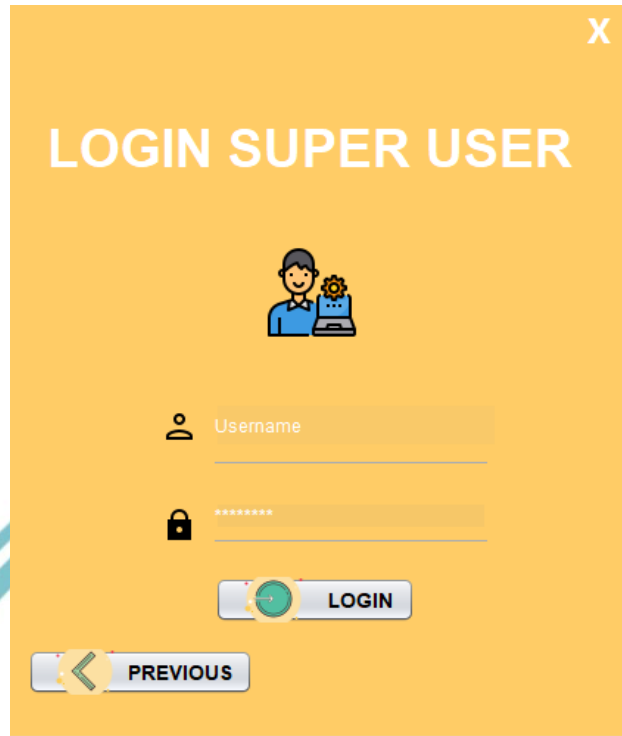 X
LOGIN SUPER USER
Username
********
LOGIN
PREVIOUS